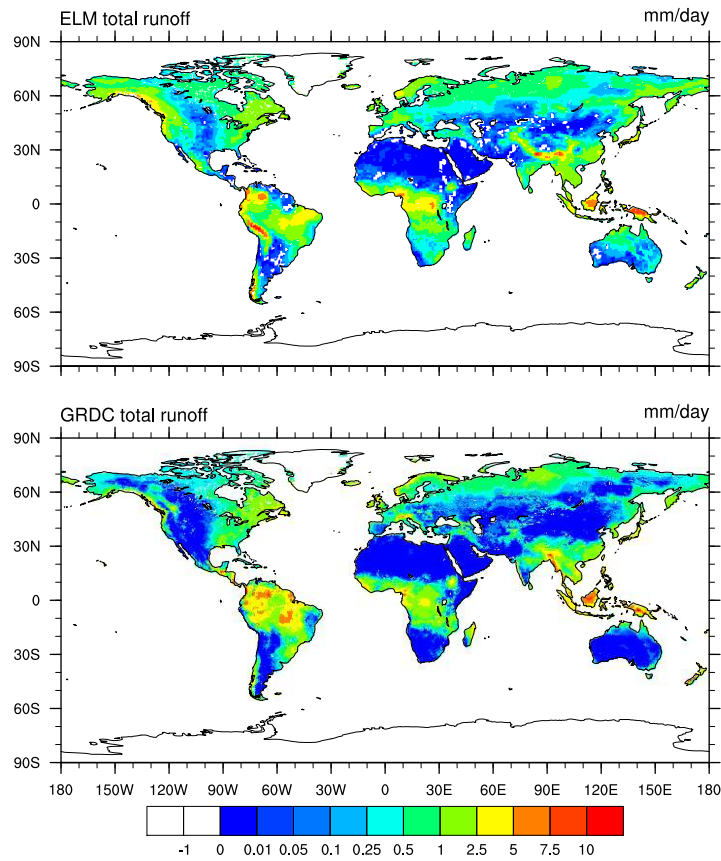 ELM total runoff mm/day
90N
60N
30N
0
30S
60S
90S
GRDC total runoff mm/day
90N
60N
30N
0
30S
60S
90S
180 150W 120W 90W 60W 30W 0 30E 60E 90E 120E 150E 180
-1 0 0.01 0.05 0.1 0.25 0.5 1 2.5 5 7.5 10